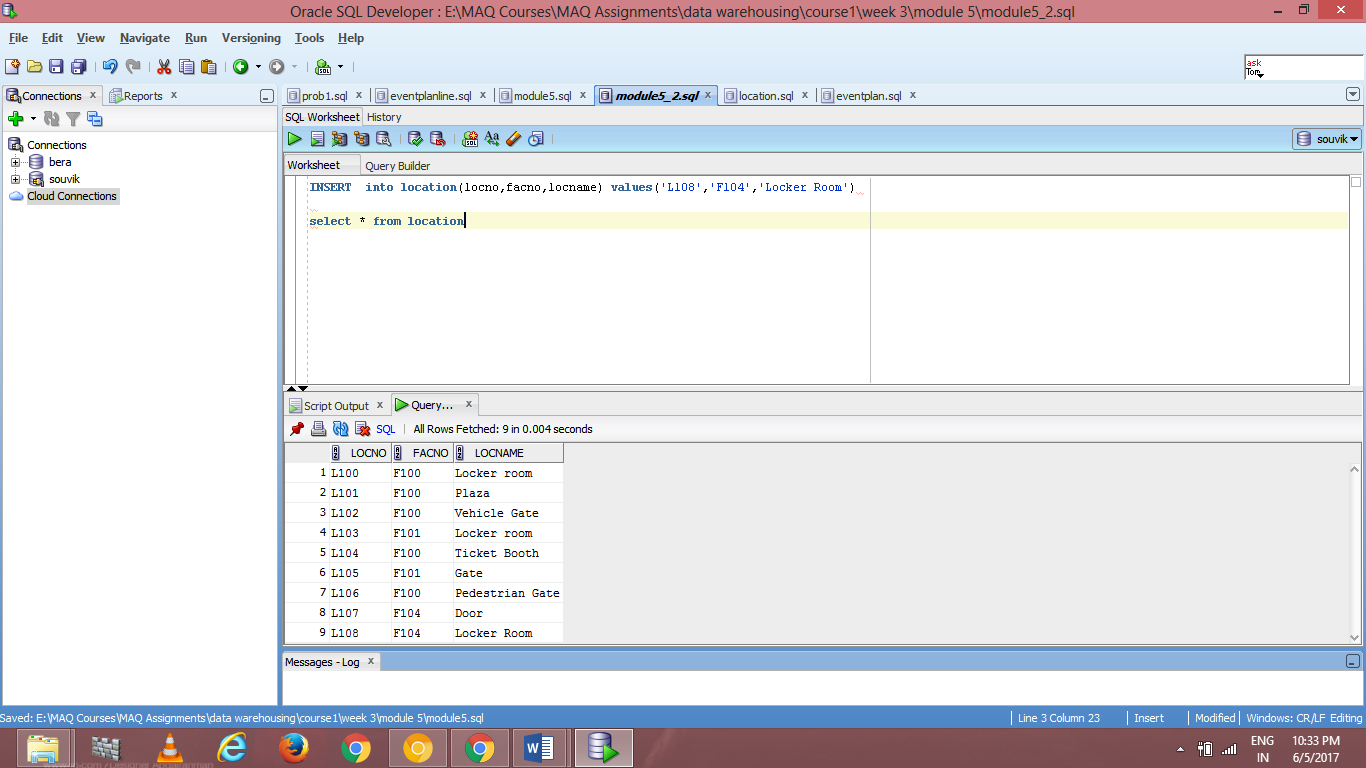 Oracle SQL Developer : E:\MAQ Courses\MAQ Assignments\data warehousing\course1\week 3\module 5\module5_2.sql
File Edit View Navigate Run Versioning Tools Help
ask
Tom
Connections x Reports x
prob1.sql x eventplanline.sql x module5.sql x module5_2.sql x location.sql x eventplan.sql x
SQL Worksheet History
souvik
Connections
bera
souvik
Cloud Connections
Worksheet Query Builder
INSERT  into location(locno,facno,locname) values('L108','F104','Locker Room')
select * from location
Script Output x Query... x
SQL | All Rows Fetched: 9 in 0.004 seconds
LOCNO FACNO LOCNAME
1 L100 F100 Locker room
2 L101 F100 Plaza
3 L102 F100 Vehicle Gate
4 L103 F101 Locker room
5 L104 F100 Ticket Booth
6 L105 F101 Gate
7 L106 F100 Pedestrian Gate
8 L107 F104 Door
9 L108 F104 Locker Room
Messages - Log x
Saved: E:\MAQ Courses\MAQ Assignments\data warehousing\course1\week 3\module 5\module5.sql
Line 3 Column 23 | Insert | Modified | Windows: CR/LF Editing
ENG 10:33 PM
IN 6/5/2017